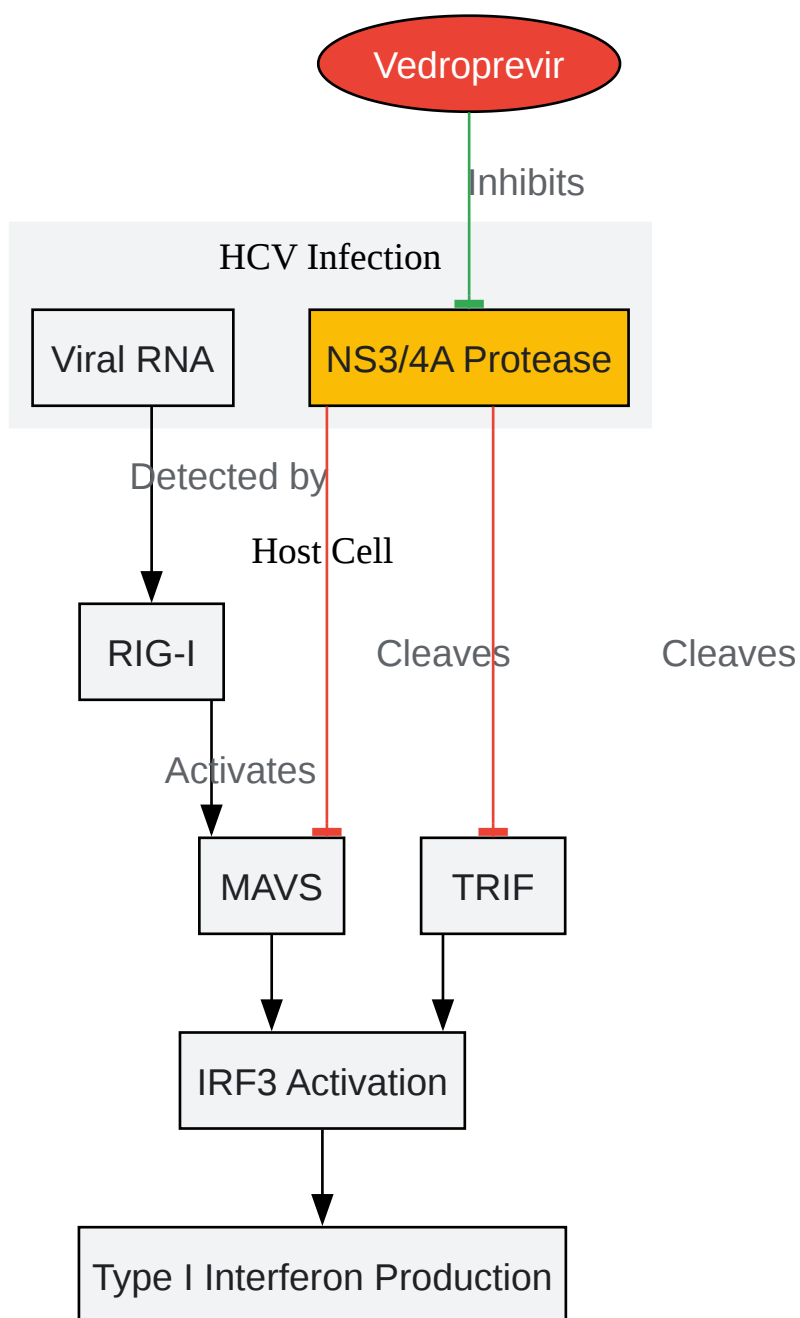 Vedroprevir
Inhibits
HCV Infection
Viral RNA
NS3/4A Protease
Detected by
Host Cell
RIG-I
Cleaves
Cleaves
Activates
MAVS
TRIF
IRF3 Activation
Type I Interferon Production